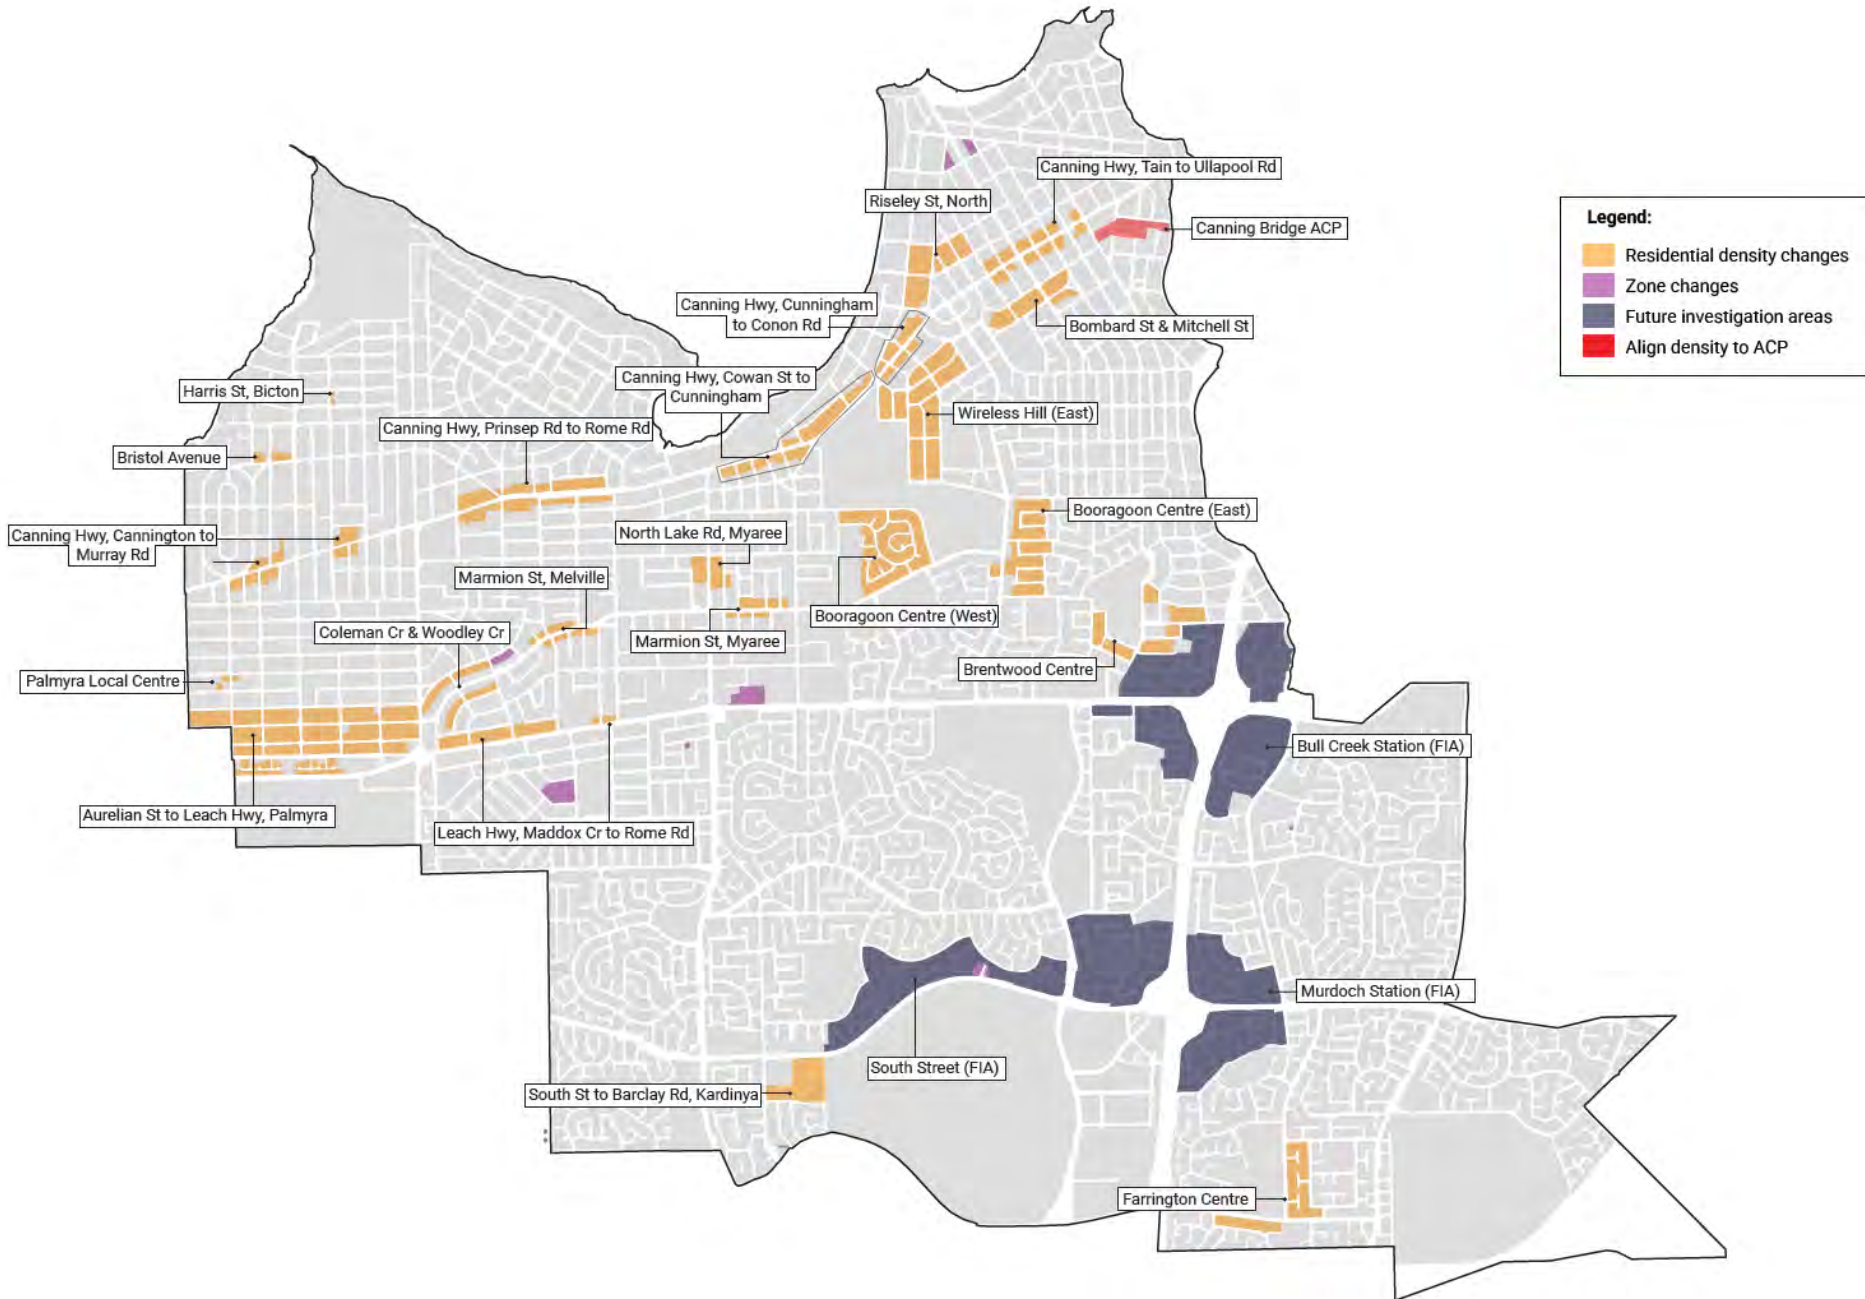 Canning Hwy, Tain to Ullapool Rd
Riseley St, North
Canning Bridge ACP
Legend:
Residential density changes
Zone changes
Future investigation areas
Align density to ACP
Canning Hwy, Cunningham
to Conon Rd
Bombard St & Mitchell St
Canning Hwy, Cowan St to
Cunningham
Harris St, Bicton
Wireless Hill (East)
Canning Hwy, Prinsep Rd to Rome Rd
Bristol Avenue
Booragoon Centre (East)
Canning Hwy, Cannington to
Murray Rd
North Lake Rd, Myaree
Marmion St, Melville
Booragoon Centre (West)
Coleman Cr & Woodley Cr
Marmion St, Myaree
Brentwood Centre
Palmyra Local Centre
Bull Creek Station (FIA)
Aurelian St to Leach Hwy, Palmyra
Leach Hwy, Maddox Cr to Rome Rd
Murdoch Station (FIA)
South Street (FIA)
South St to Barclay Rd, Kardinya
Farrington Centre